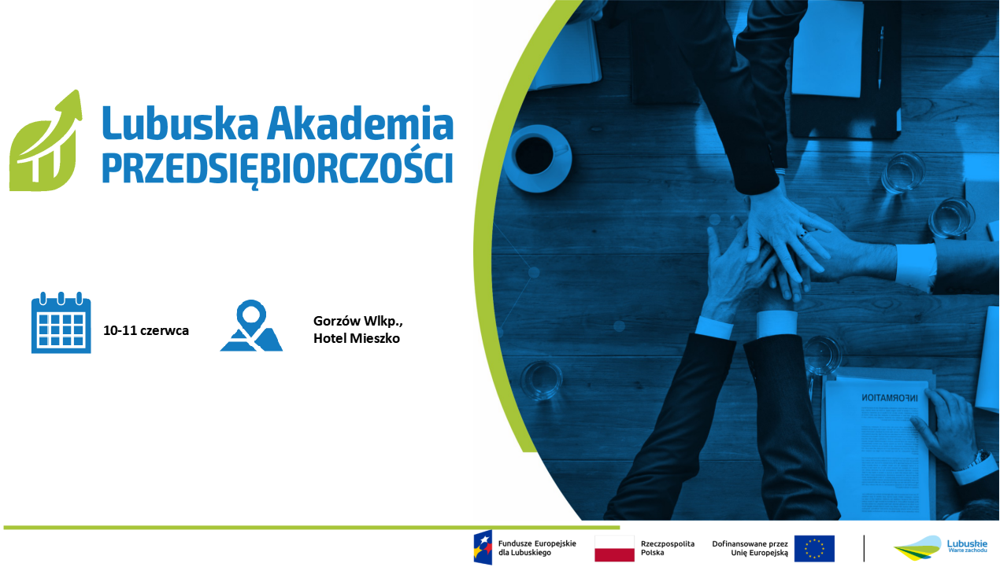 Lubuska Akademia
PRZEDSIĘBIORCZOŚCI
10-11 czerwca
Gorzów Wlkp.,
Hotel Mieszko
INFORMATION
Fundusze Europejskie
dla Lubuskiego
Rzeczpospolita
Polska
Dofinansowane przez
Unię Europejską
Lubuskie
Warte zachodu